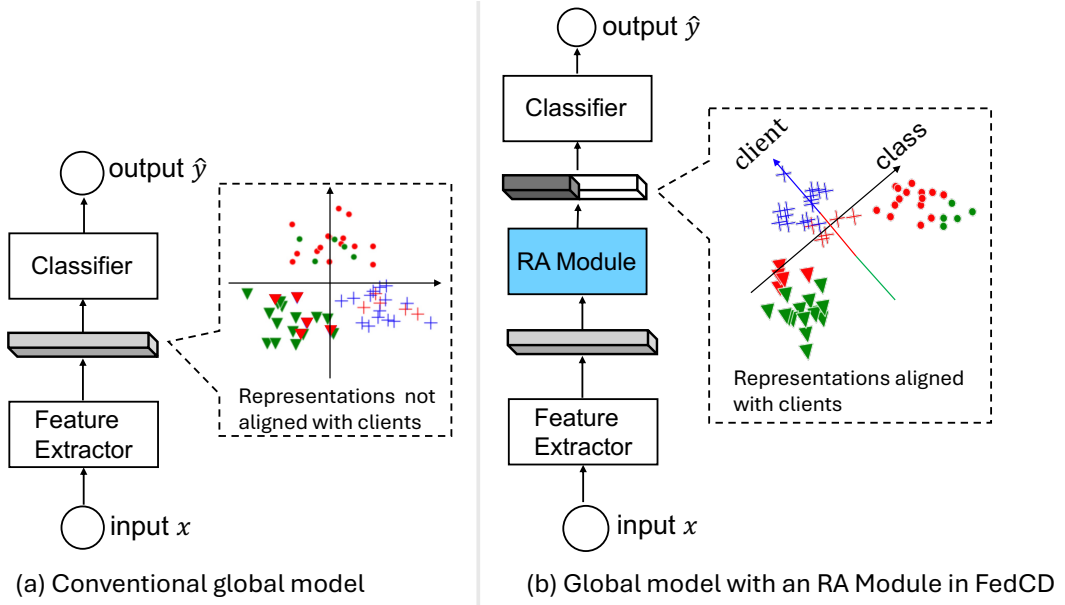 output ŷ
Classifier
Representations not
aligned with clients
Feature
Extractor
input x
(a) Conventional global model
output ŷ
Classifier
client
class
RA Module
Representations aligned
with clients
Feature
Extractor
input x
(b) Global model with an RA Module in FedCD